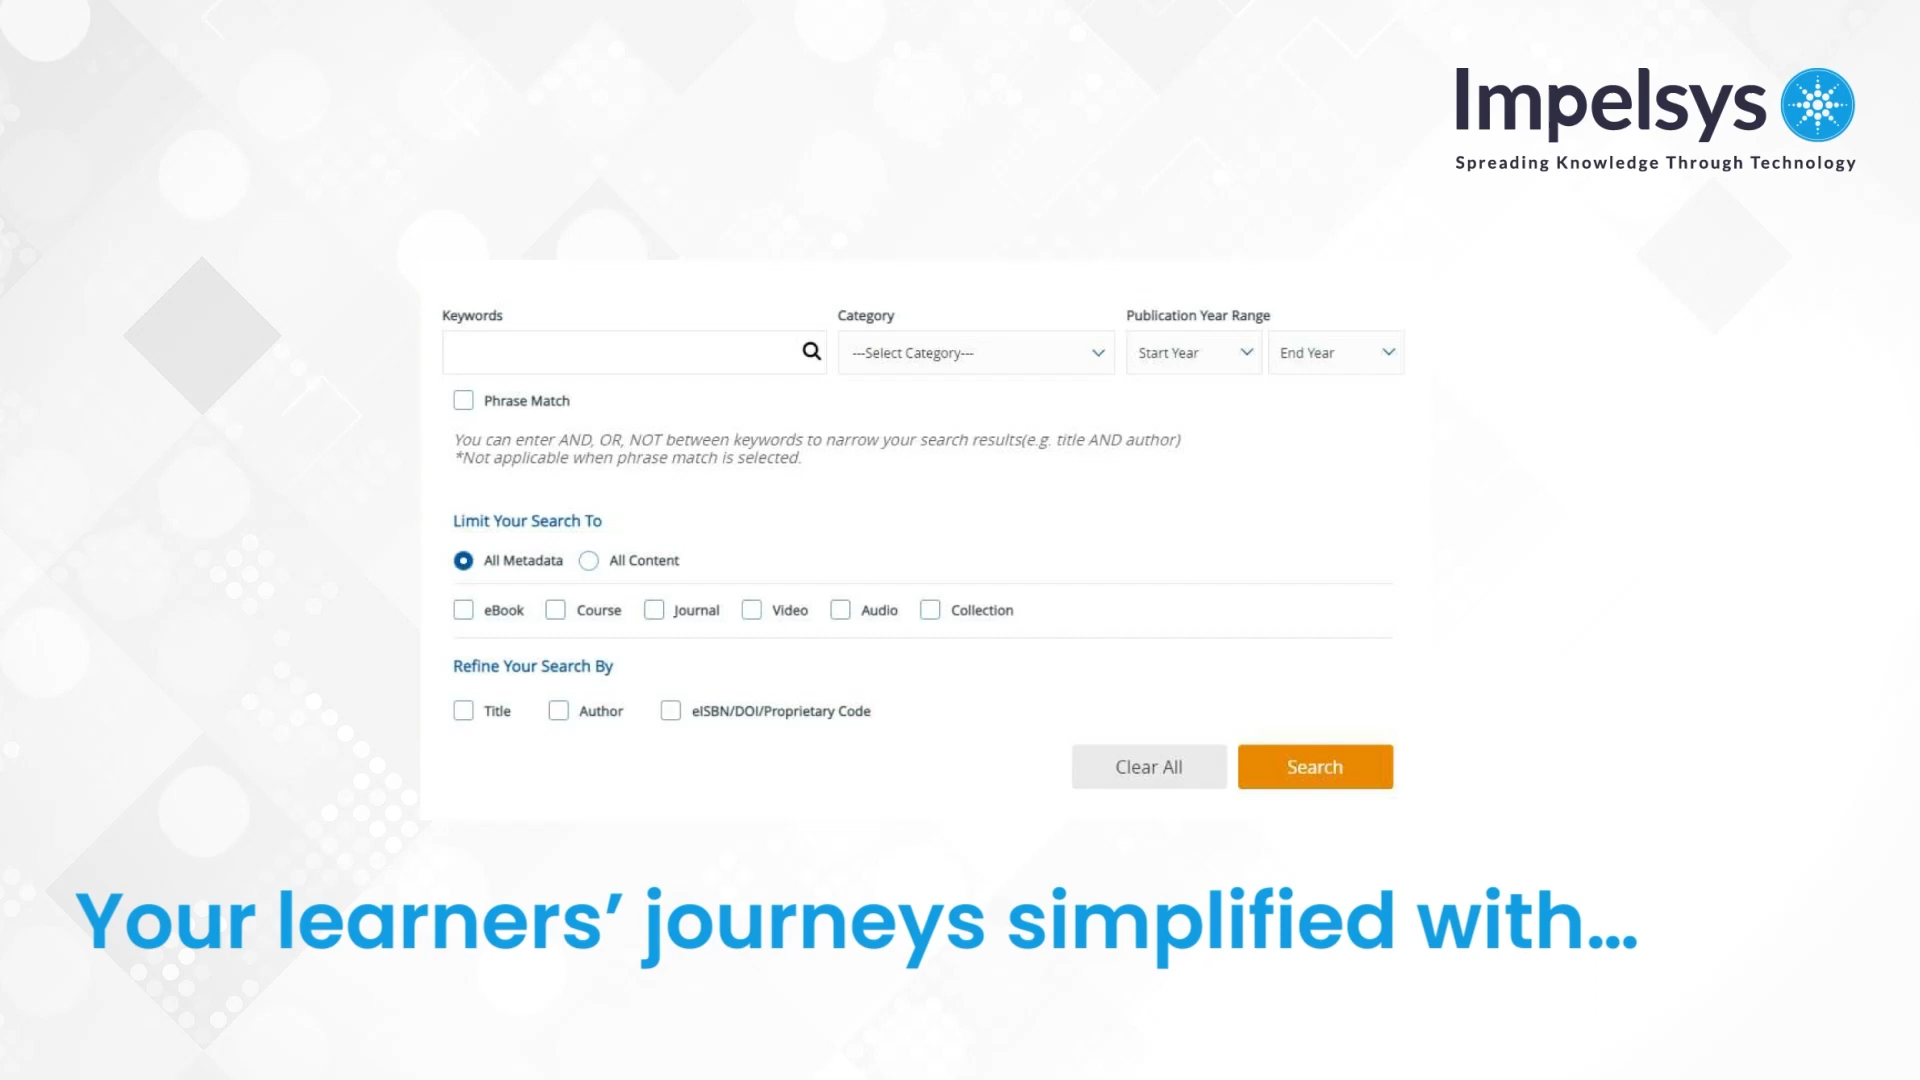 Impelsys
Spreading Knowledge Through Technology
Keywords Category Publication Year Range
---Select Category--- Start Year End Year
Phrase Match
You can enter AND, OR, NOT between keywords to narrow your search results(e.g. title AND author)
*Not applicable when phrase match is selected.
Limit Your Search To
All Metadata All Content
eBook Course Journal Video Audio Collection
Refine Your Search By
Title Author eISBN/DOI/Proprietary Code
Clear All Search
Your learners’ journeys simplified with...